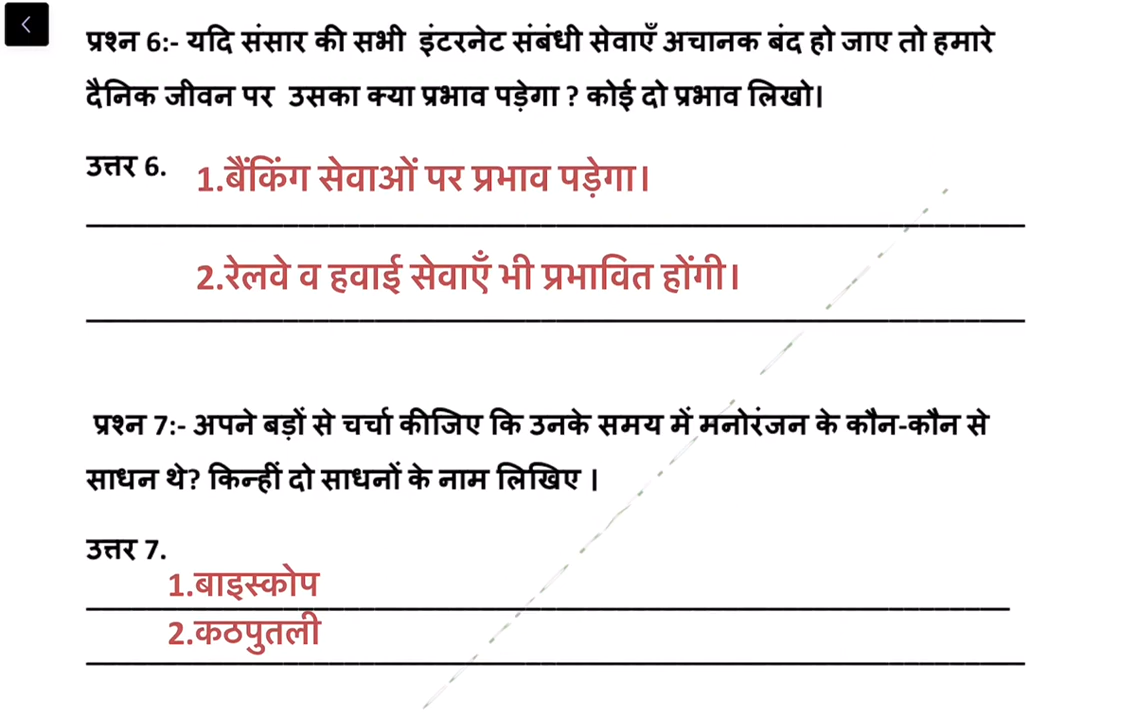 प्रश्न 6:- यदि संसार की सभी इंटरनेट संबंधी सेवाएँ अचानक बंद हो जाए तो हमारे
दैनिक जीवन पर उसका क्या प्रभाव पड़ेगा ? कोई दो प्रभाव लिखो।
उत्तर 6. 1.बैंकिंग सेवाओं पर प्रभाव पड़ेगा।
2.रेलवे व हवाई सेवाएँ भी प्रभावित होंगी।
प्रश्न 7:- अपने बड़ों से चर्चा कीजिए कि उनके समय में मनोरंजन के कौन-कौन से
साधन थे? किन्हीं दो साधनों के नाम लिखिए ।
उत्तर 7.
1.बाइस्कोप
2.कठपुतली